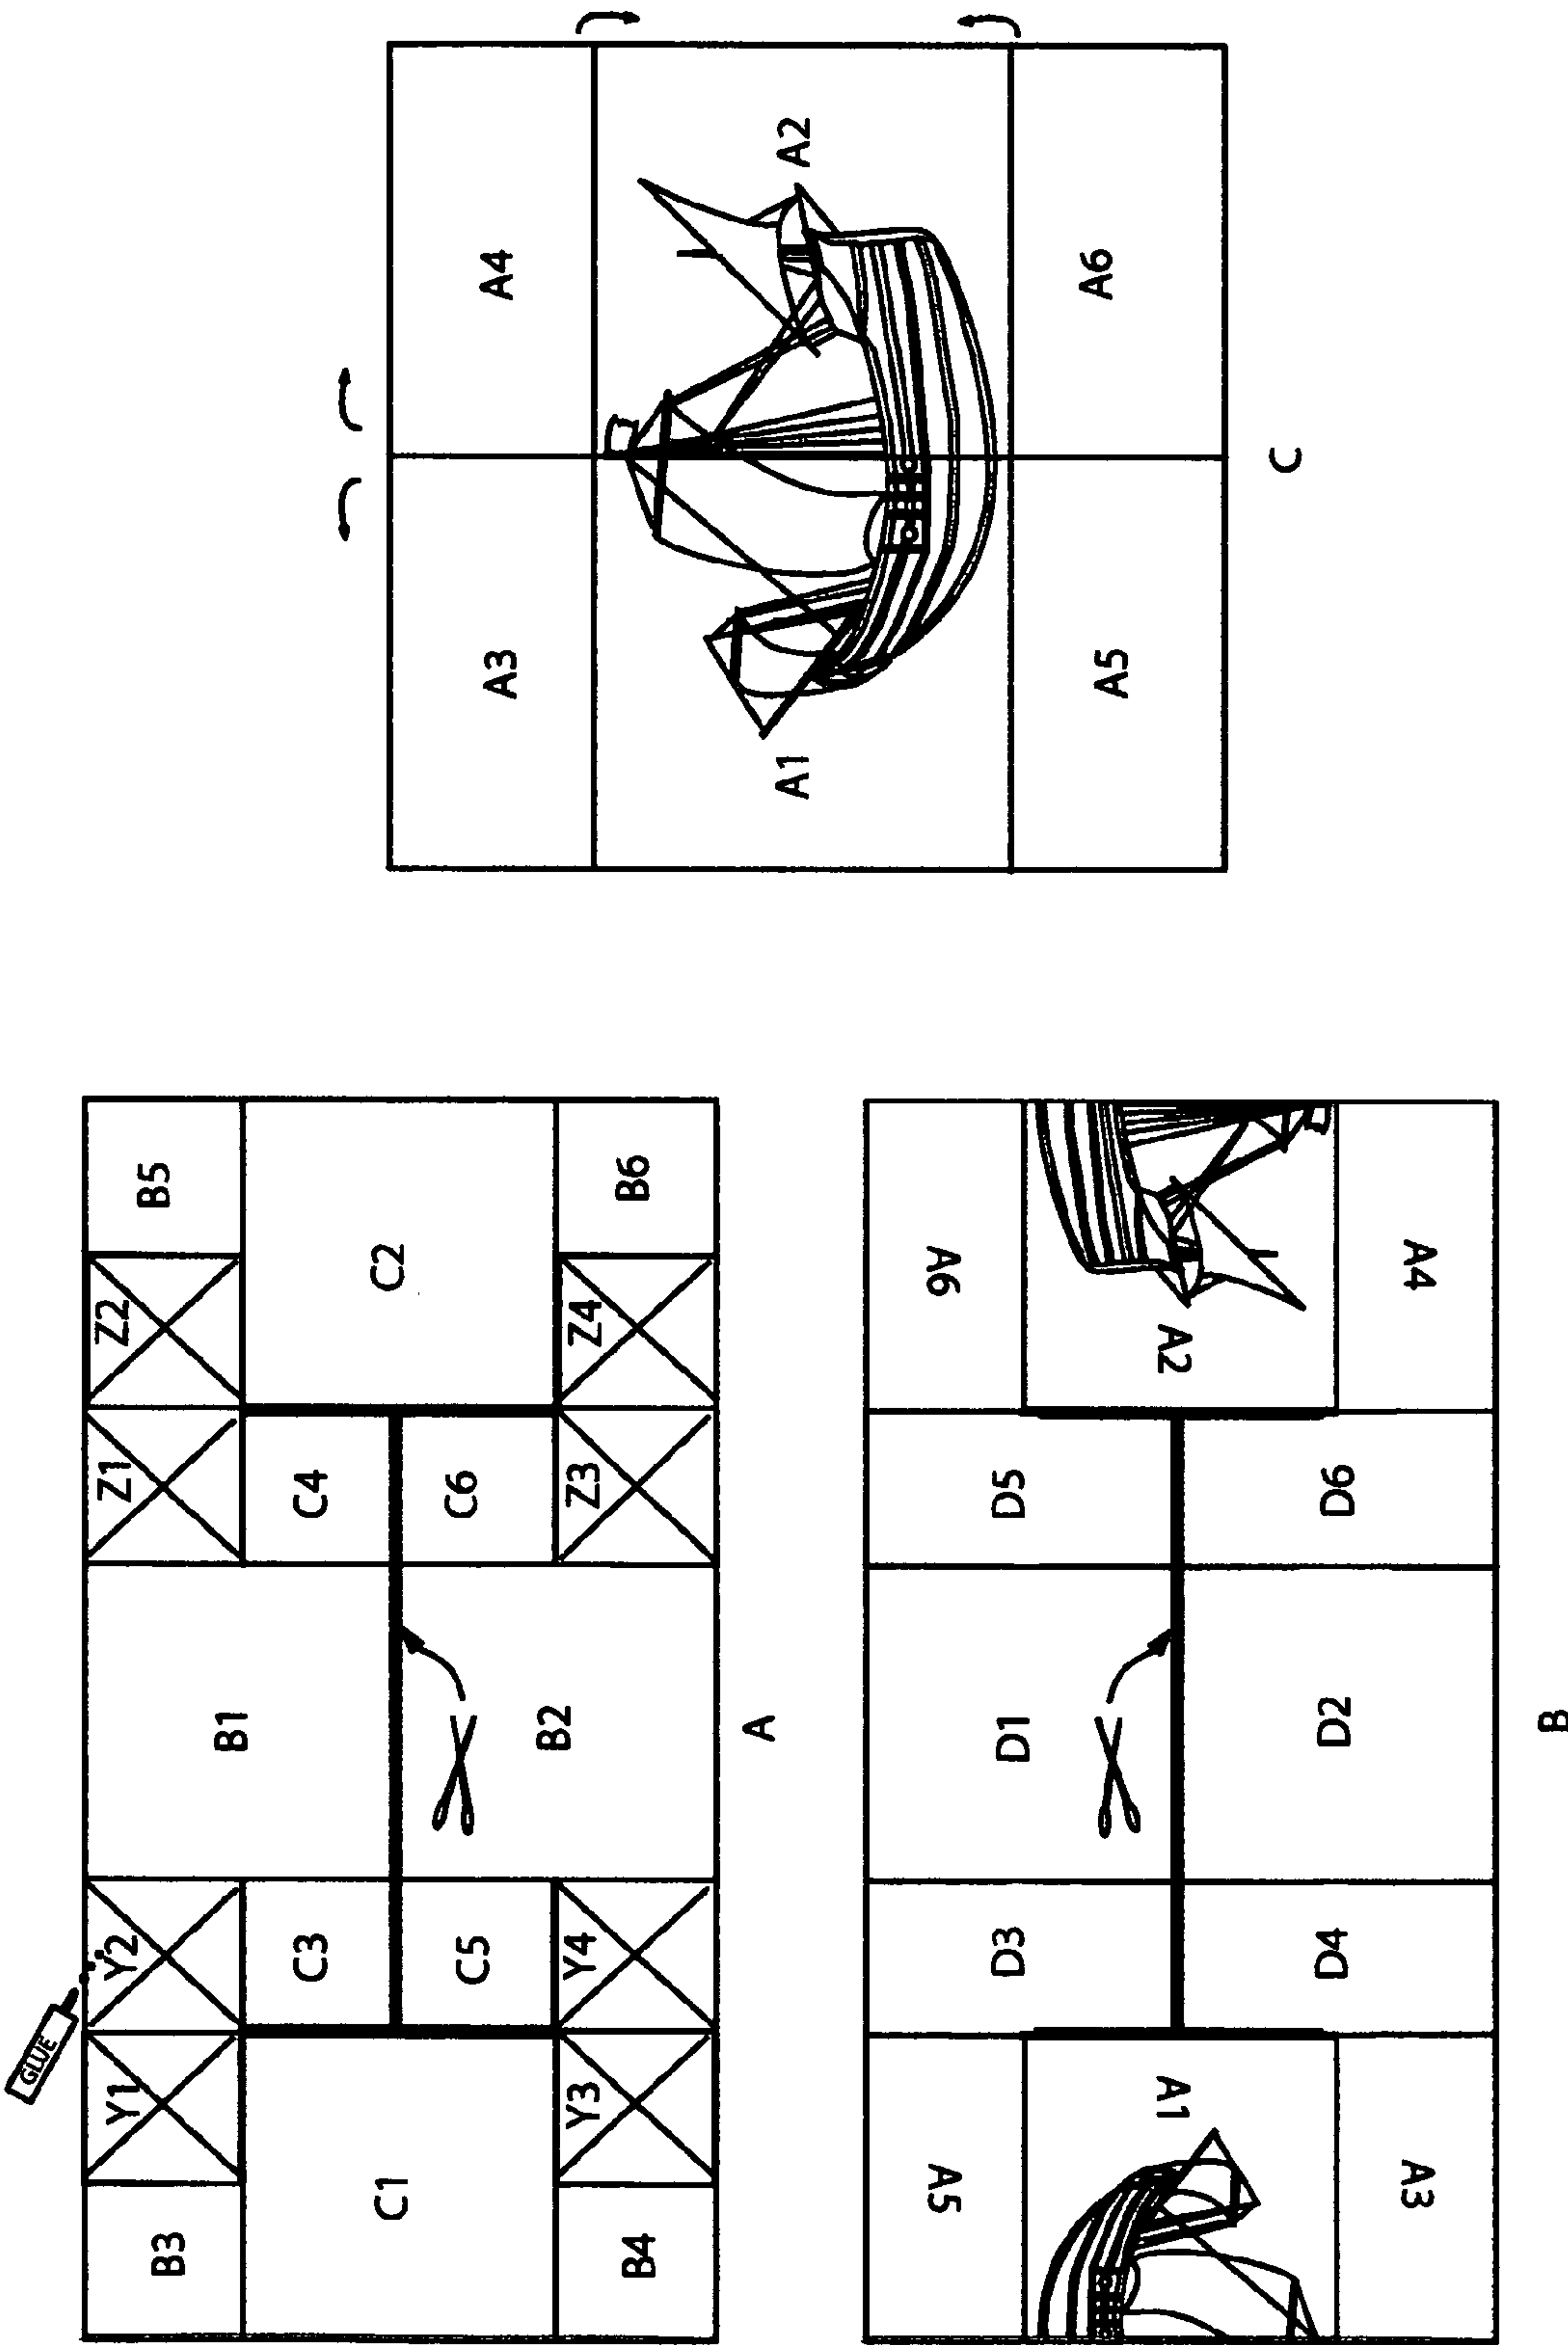 GLUE
B3 Y1 Y2 Z1 Z2 B5
B1
C3 C4
C1 C2
C5 C6
B2
B4 Y3 Y4 Z3 Z4 B6
A
A5 D3 D1 D5 A6
A1 A2
A3 D4 D2 D6 A4
B
A3 A4
A1 A2
A5 A6
C